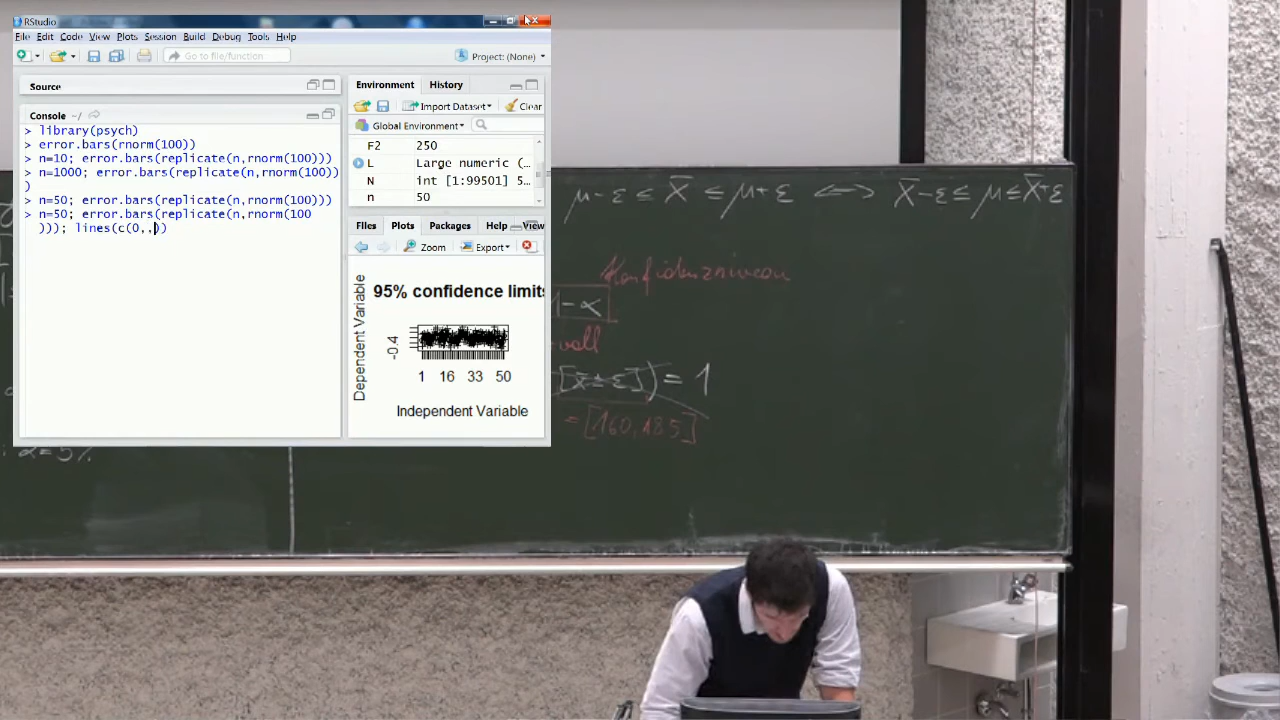 RStudio
File Edit Code View Plots Session Build Debug Tools Help
Go to file/function
Project: (None)
Source
Console ~/
> library(psych)
> error.bars(rnorm(100))
> n=10; error.bars(replicate(n,rnorm(100)))
> n=1000; error.bars(replicate(n,rnorm(100))
)
> n=50; error.bars(replicate(n,rnorm(100)))
> n=50; error.bars(replicate(n,rnorm(100
))); lines(c(0,,))
Environment History
Import Dataset Clear
Global Environment
F2 250
L Large numeric (…
N int [1:99501] 5…
n 50
Files Plots Packages Help View
Zoom Export
95% confidence limits
Dependent Variable
-0.4
1 16 33 50
Independent Variable
μ-ε ≤ X̄ ≤ μ+ε ⟺ X̄-ε ≤ μ ≤ X̄+ε
Konfidenzniveau
1-α
vall
[X̄±ε]) = 1
= [160,185]
α=5%